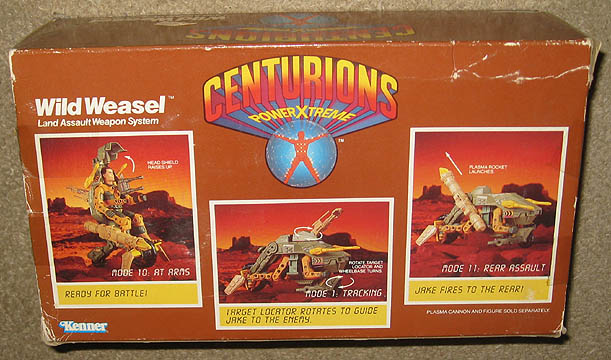 CENTURIONS
POWERXTREME
TM
Wild Weasel™
Land Assault Weapon System
HEAD SHIELD
RAISES UP
MODE 10: AT ARMS
READY FOR BATTLE!
ROTATE TARGET
LOCATOR AND
WHEELBASE TURNS.
MODE 1: TRACKING
TARGET LOCATOR ROTATES TO GUIDE
JAKE TO THE ENEMY.
PLASMA ROCKET
LAUNCHES
MODE 11: REAR ASSAULT
JAKE FIRES TO THE REAR!
PLASMA CANNON AND FIGURE SOLD SEPARATELY
Kenner